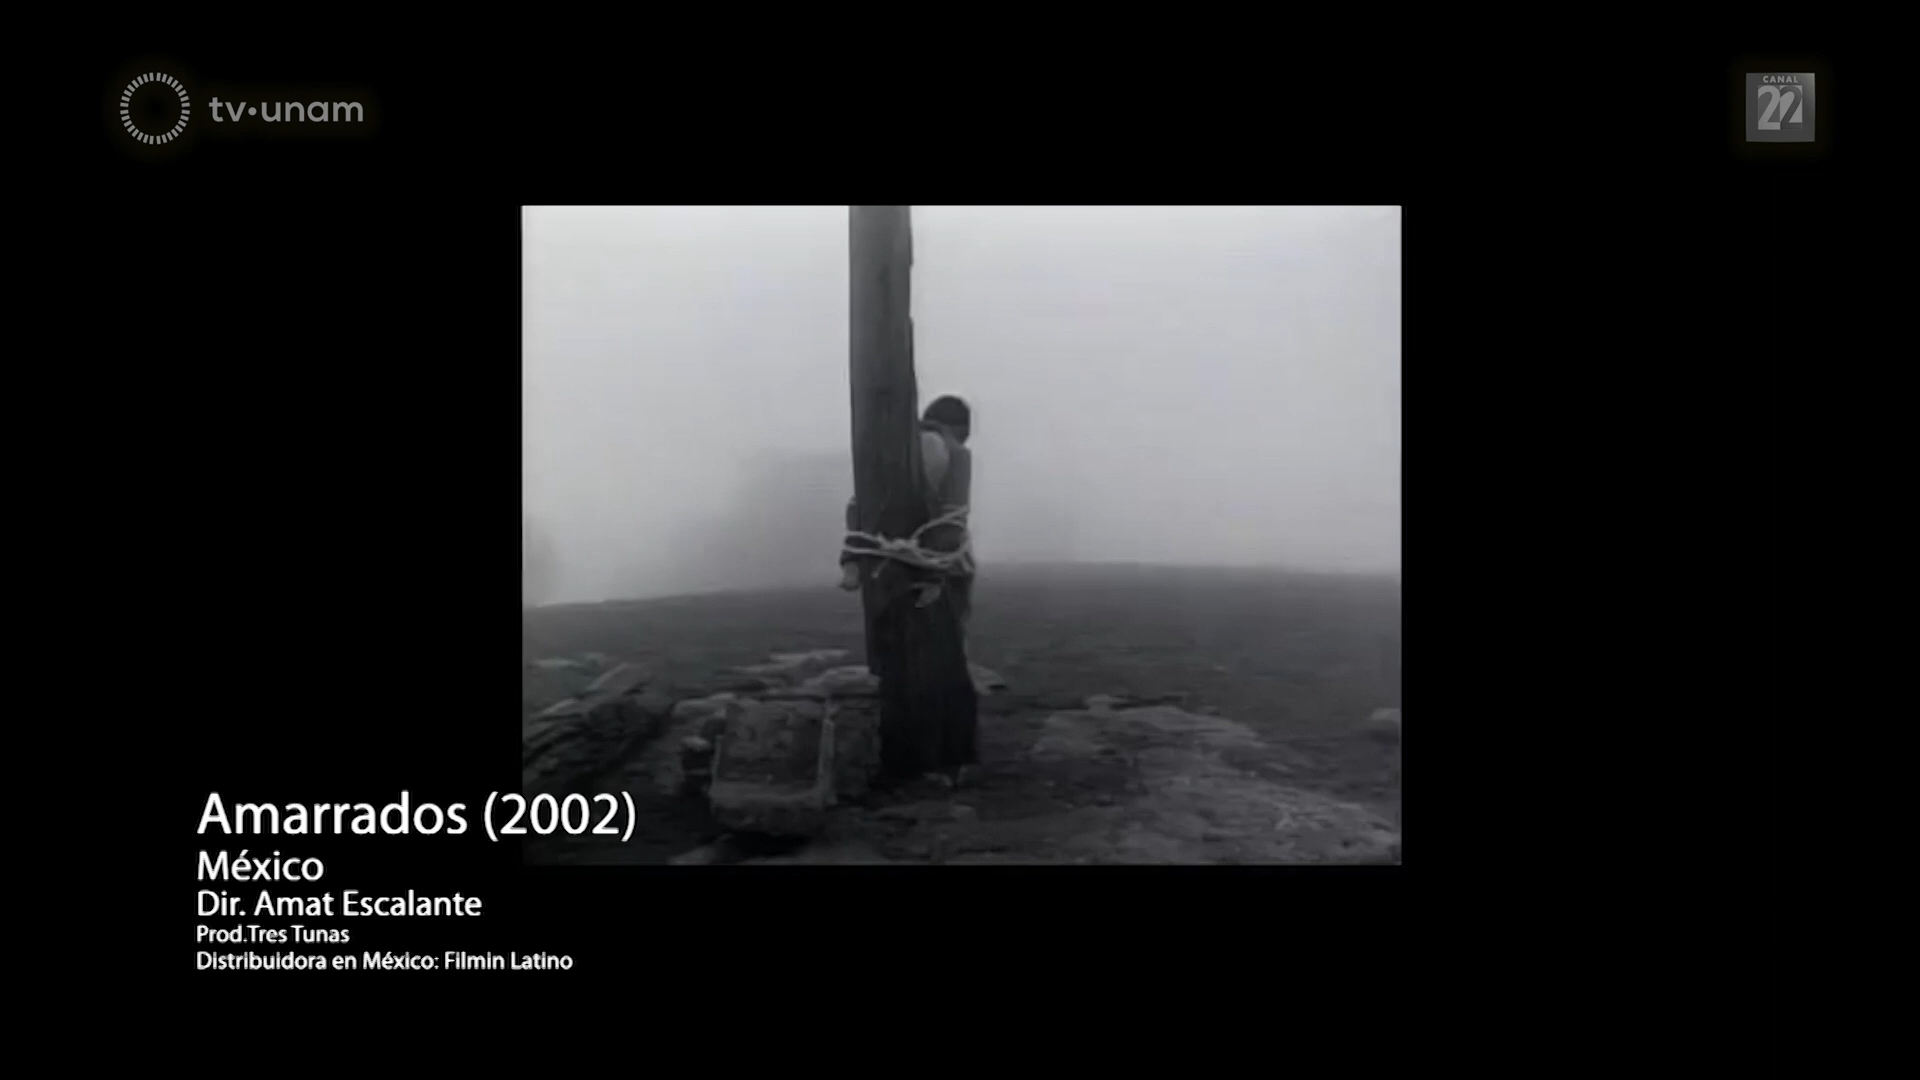 tv•unam
CANAL
22
Amarrados (2002)
México
Dir. Amat Escalante
Prod.Tres Tunas
Distribuidora en México: Filmin Latino